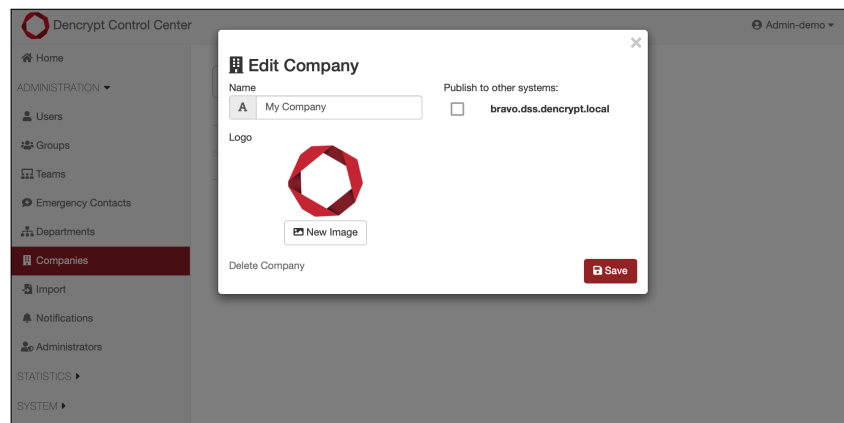 Dencrypt Control Center
Admin-demo
Home
ADMINISTRATION
Users
Groups
Teams
Emergency Contacts
Departments
Companies
Import
Notifications
Administrators
STATISTICS
SYSTEM
×
Edit Company
Name
A My Company
Publish to other systems:
bravo.dss.dencrypt.local
Logo
New Image
Delete Company
Save